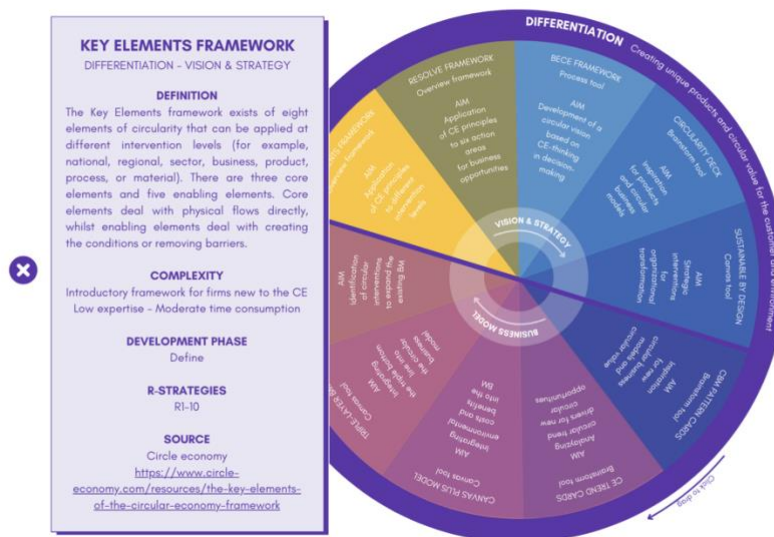 KEY ELEMENTS FRAMEWORK
DIFFERENTIATION - VISION & STRATEGY
DEFINITION
The Key Elements framework exists of eight
elements of circularity that can be applied at
different intervention levels (for example,
national, regional, sector, business, product,
process, or material). There are three core
elements and five enabling elements. Core
elements deal with physical flows directly,
whilst enabling elements deal with creating
the conditions or removing barriers.
COMPLEXITY
Introductory framework for firms new to the CE
Low expertise - Moderate time consumption
DEVELOPMENT PHASE
Define
R-STRATEGIES
R1-10
SOURCE
Circle economy
https://www.circle-
economy.com/resources/the-key-elements-
of-the-circular-economy-framework
DIFFERENTIATION
Creating unique products and circular value for the customer and environment
FRAMEWORK
framework
AIM
Application
of CE principles
to different
intervention
levels
RESOLVE FRAMEWORK
Overview framework
AIM
Application
of CE principles
to six action
areas
for business
opportunities
BECE FRAMEWORK
Process tool
AIM
Development of a
circular vision
based on
CE-thinking
in decision-
making
CIRCULARITY DECK
Brainstorm tool
AIM
Inspiration
for products
and circular
business
models
SUSTAINABLE BY DESIGN
Canvas tool
AIM
Strategic
interventions
for
organizational
transformation
CBM PATTERN CARDS
Brainstorm tool
AIM
Inspiration
for new
circular business
models and
circular value
CE TREND CARDS
Brainstorm tool
AIM
Analyzing
circular trend
drivers for new
circular
opportunities
CANVAS PLUS MODEL
Canvas tool
AIM
Integrating
environmental
costs and
benefits
into the
BM
TRIPLE LAYER
Canvas tool
AIM
Integrating
the triple bottom
line into
the circular
business
model
AIM
Identification
of circular
interventions
to expand the
existing BM
VISION & STRATEGY
BUSINESS MODEL
Click to drag